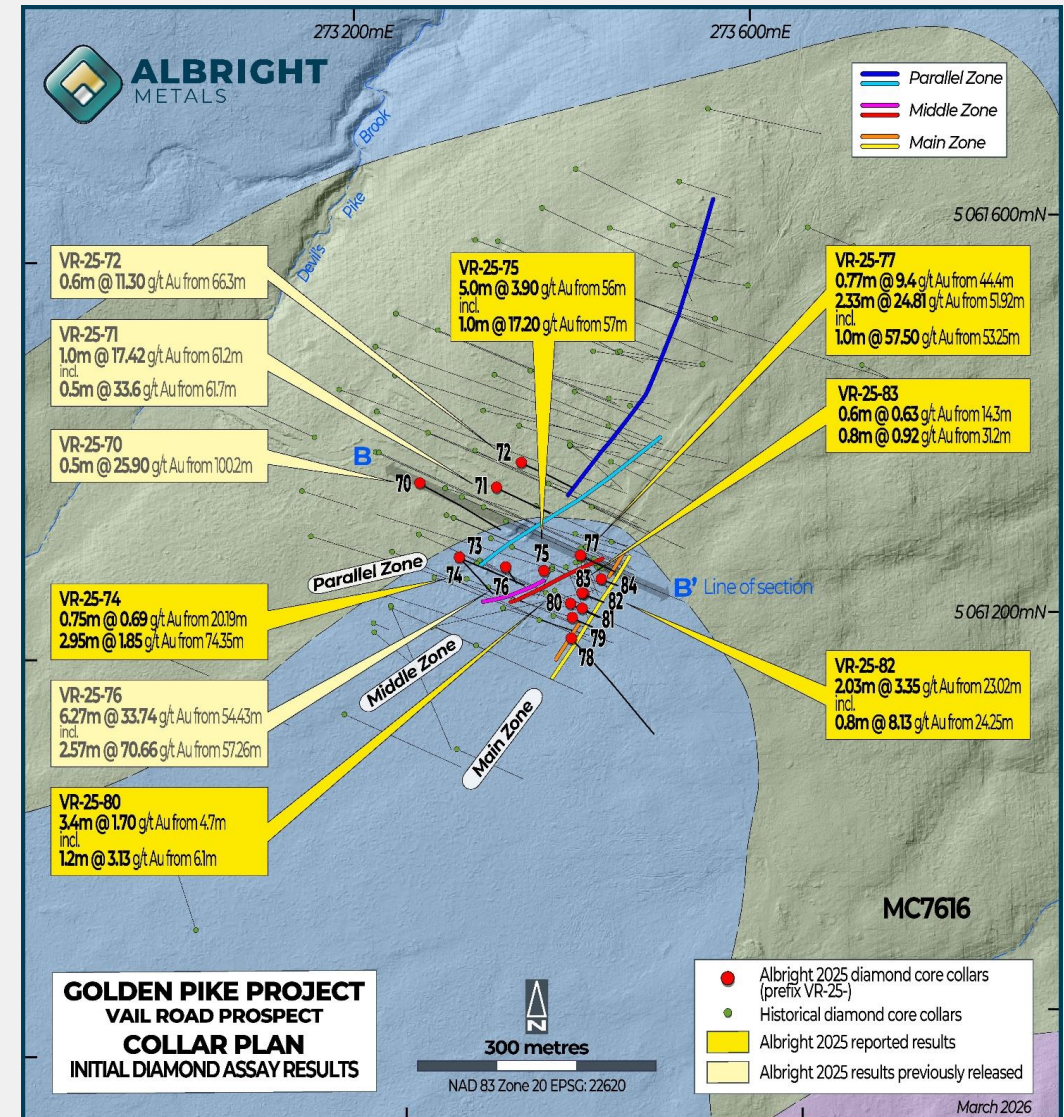 273 200mE
273 600mE
ALBRIGHT
METALS
Parallel Zone
Middle Zone
Main Zone
Brook
Pike
Devil's
5 061 600mN
VR-25-72
0.6m @ 11.30 g/t Au from 66.3m
VR-25-71
1.0m @ 17.42 g/t Au from 61.2m
incl.
0.5m @ 33.6 g/t Au from 61.7m
VR-25-70
0.5m @ 25.90 g/t Au from 100.2m
VR-25-75
5.0m @ 3.90 g/t Au from 56m
incl.
1.0m @ 17.20 g/t Au from 57m
VR-25-77
0.77m @ 9.4 g/t Au from 44.4m
2.33m @ 24.81 g/t Au from 51.92m
incl.
1.0m @ 57.50 g/t Au from 53.25m
VR-25-83
0.6m @ 0.63 g/t Au from 14.3m
0.8m @ 0.92 g/t Au from 31.2m
B
72
70
71
73
74
75
76
77
83
84
80
82
81
79
78
B' Line of section
Parallel Zone
Middle Zone
Main Zone
5 061 200mN
VR-25-74
0.75m @ 0.69 g/t Au from 20.19m
2.95m @ 1.85 g/t Au from 74.35m
VR-25-76
6.27m @ 33.74 g/t Au from 54.43m
incl.
2.57m @ 70.66 g/t Au from 57.26m
VR-25-80
3.4m @ 1.70 g/t Au from 4.7m
incl.
1.2m @ 3.13 g/t Au from 6.1m
VR-25-82
2.03m @ 3.35 g/t Au from 23.02m
incl.
0.8m @ 8.13 g/t Au from 24.25m
MC7616
GOLDEN PIKE PROJECT
VAIL ROAD PROSPECT
COLLAR PLAN
INITIAL DIAMOND ASSAY RESULTS
N
300 metres
NAD 83 Zone 20 EPSG: 22620
Albright 2025 diamond core collars
(prefix VR-25-)
Historical diamond core collars
Albright 2025 reported results
Albright 2025 results previously released
March 2026